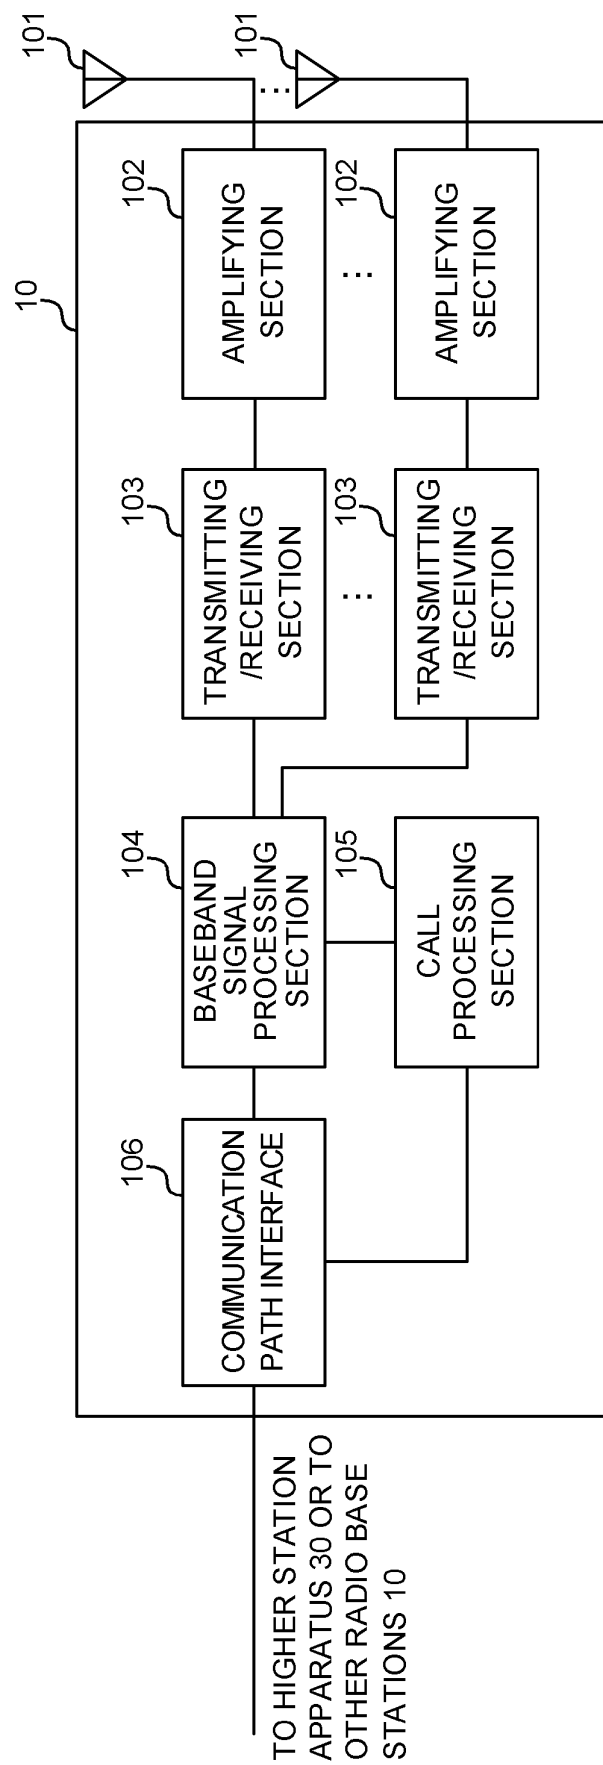 10
101
...
101
102
AMPLIFYING
SECTION
...
102
AMPLIFYING
SECTION
103
TRANSMITTING
/RECEIVING
SECTION
...
103
TRANSMITTING
/RECEIVING
SECTION
104
BASEBAND
SIGNAL
PROCESSING
SECTION
105
CALL
PROCESSING
SECTION
106
COMMUNICATION
PATH INTERFACE
TO HIGHER STATION
APPARATUS 30 OR TO
OTHER RADIO BASE
STATIONS 10